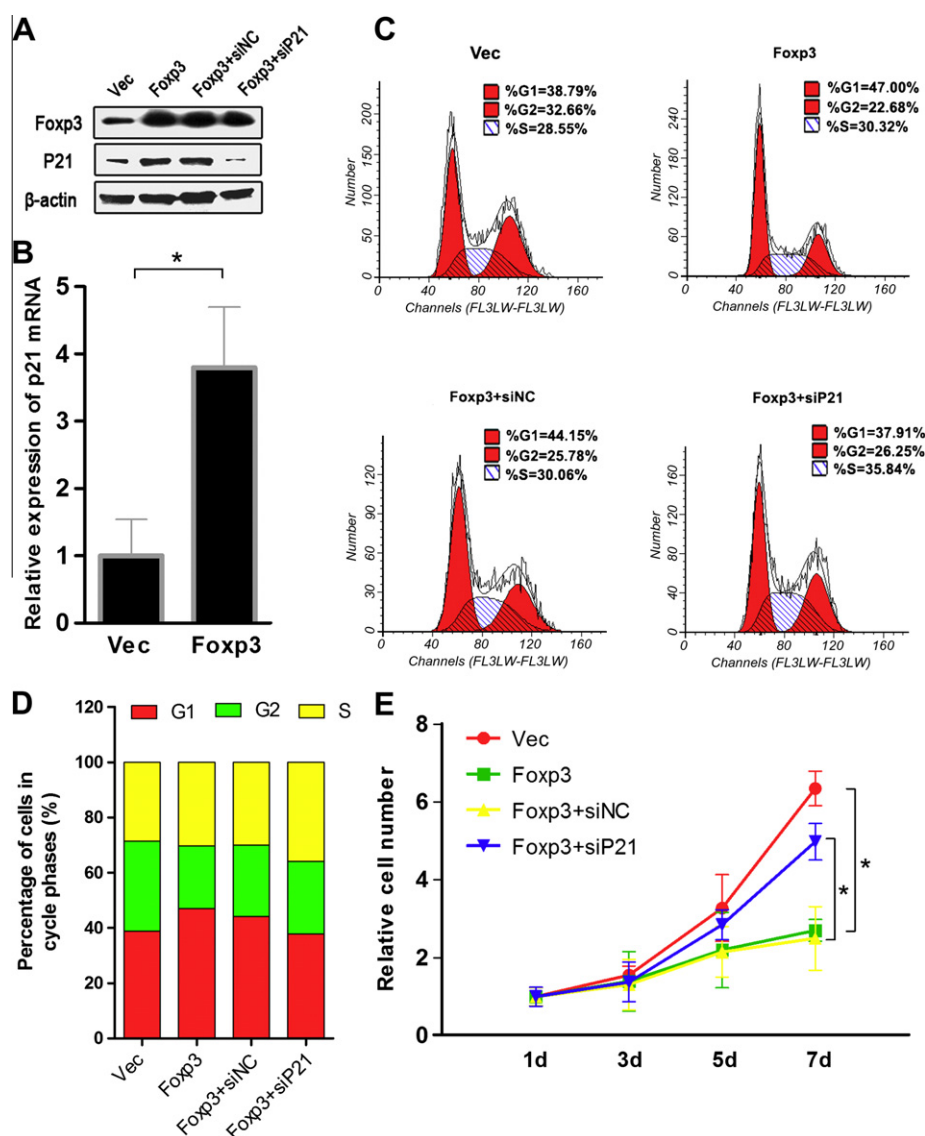 A
Vec
Foxp3
Foxp3+siNC
Foxp3+siP21
Foxp3
P21
β-actin
B
*
Relative expression of p21 mRNA
5
4
3
2
1
0
Vec
Foxp3
C
Vec
%G1=38.79%
%G2=32.66%
%S=28.55%
Number
200
150
100
50
0
0
40
80
120
160
Channels (FL3LW-FL3LW)
Foxp3
%G1=47.00%
%G2=22.68%
%S=30.32%
Number
240
180
120
60
0
0
40
80
120
160
Channels (FL3LW-FL3LW)
Foxp3+siNC
%G1=44.15%
%G2=25.78%
%S=30.06%
Number
120
90
60
30
0
0
40
80
120
160
Channels (FL3LW-FL3LW)
Foxp3+siP21
%G1=37.91%
%G2=26.25%
%S=35.84%
Number
160
120
80
40
0
0
40
80
120
160
Channels (FL3LW-FL3LW)
D
G1
G2
S
Percentage of cells in
cycle phases (%)
120
100
80
60
40
20
0
Vec
Foxp3
Foxp3+siNC
Foxp3+siP21
E
Relative cell number
8
6
4
2
0
Vec
Foxp3
Foxp3+siNC
Foxp3+siP21
*
*
1d
3d
5d
7d